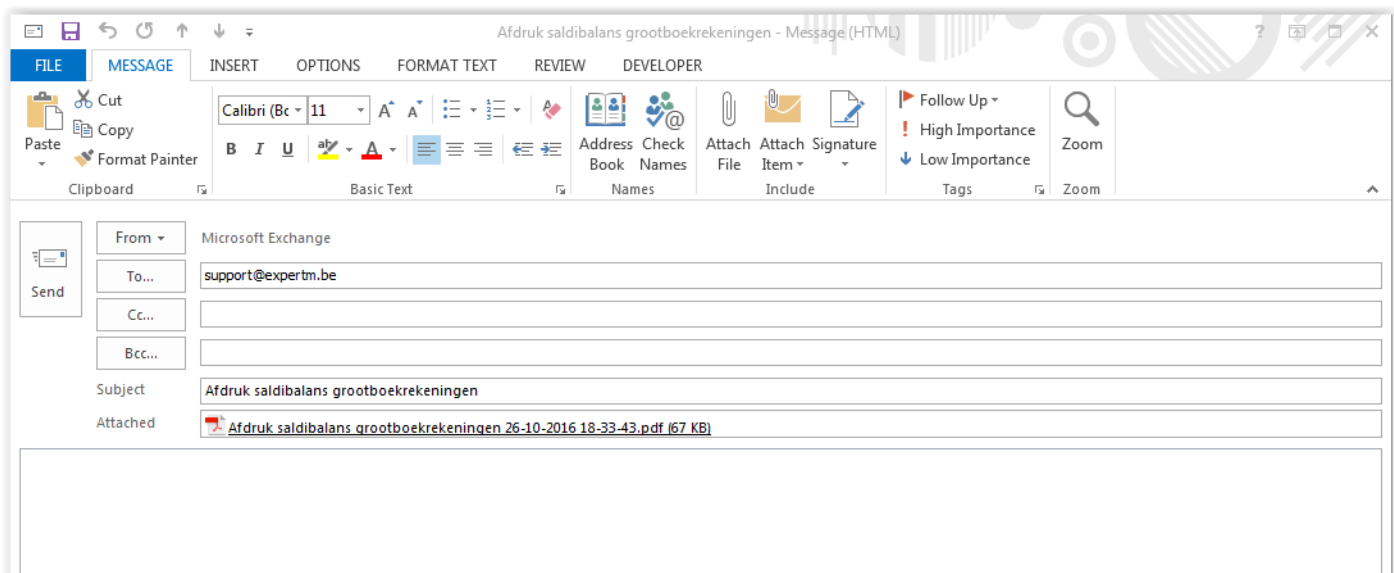 Afdruk saldibalans grootboekrekeningen - Message (HTML)
?
FILE MESSAGE INSERT OPTIONS FORMAT TEXT REVIEW DEVELOPER
Paste
Cut
Copy
Format Painter
Clipboard
Calibri (Bc 11 A A
B I U aby A
Basic Text
Address Book
Check Names
Names
Attach File
Attach Item
Signature
Include
Follow Up
High Importance
Low Importance
Tags
Zoom
Zoom
Send
From Microsoft Exchange
To... support@expertm.be
Cc...
Bcc...
Subject Afdruk saldibalans grootboekrekeningen
Attached Afdruk saldibalans grootboekrekeningen 26-10-2016 18-33-43.pdf (67 KB)